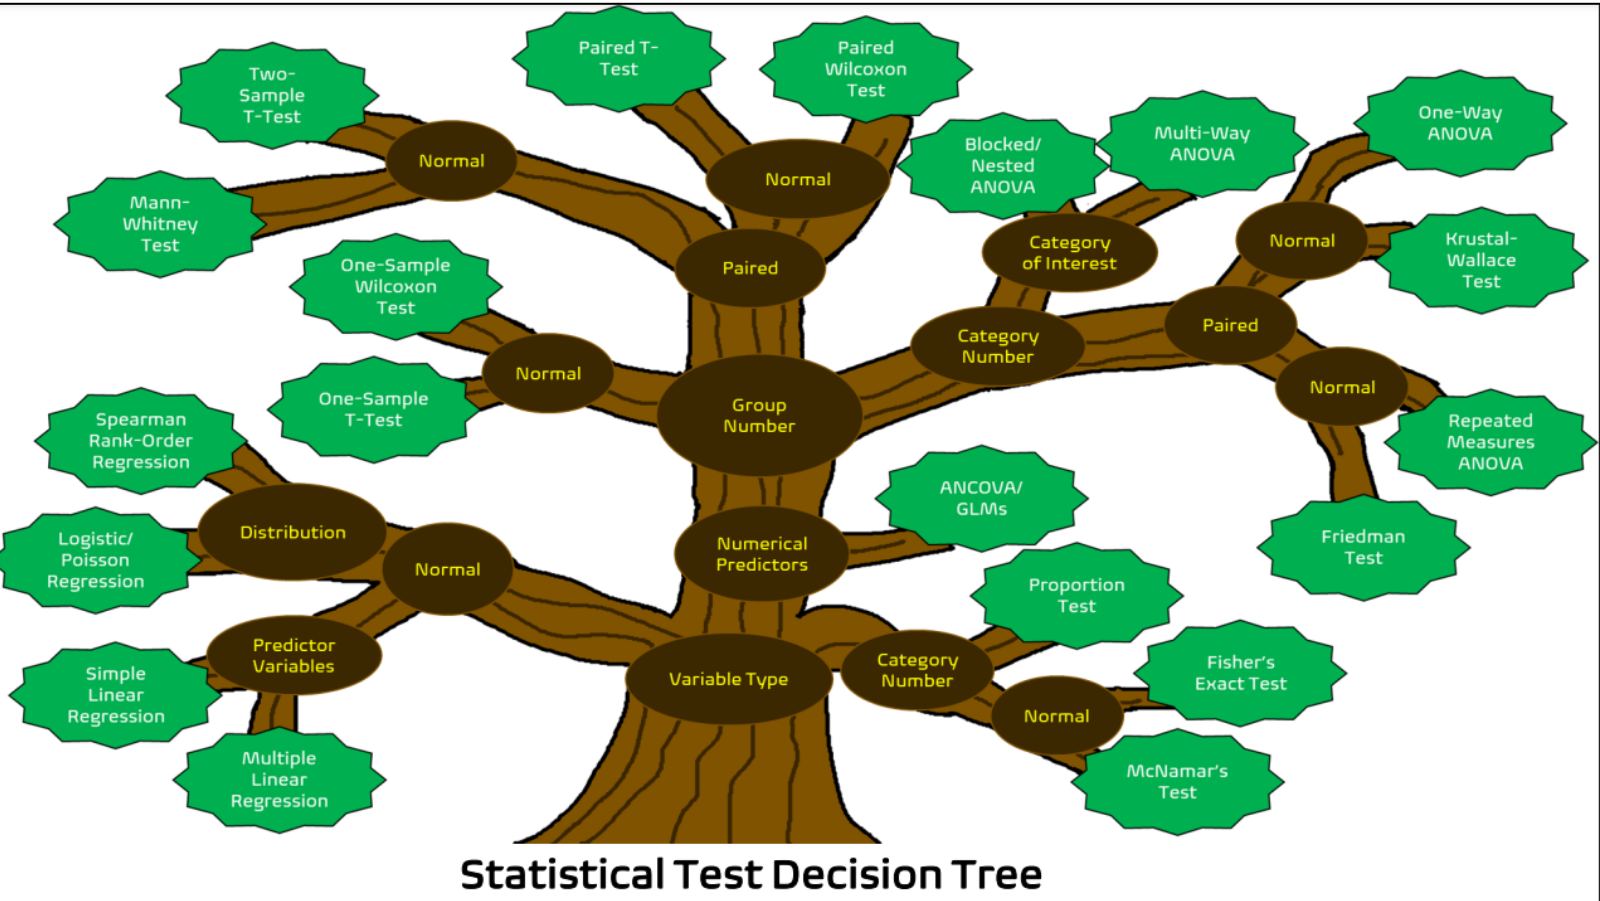 Two-
Sample
T-Test
Paired T-
Test
Paired
Wilcoxon
Test
Normal
Normal
Blocked/
Nested
ANOVA
Multi-Way
ANOVA
One-Way
ANOVA
Mann-
Whitney
Test
Paired
Category
of Interest
Normal
Krustal-
Wallace
Test
One-Sample
Wilcoxon
Test
Category
Number
Paired
Normal
Normal
One-Sample
T-Test
Group
Number
Repeated
Measures
ANOVA
Spearman
Rank-Order
Regression
ANCOVA/
GLMs
Distribution
Numerical
Predictors
Friedman
Test
Logistic/
Poisson
Regression
Normal
Proportion
Test
Predictor
Variables
Variable Type
Category
Number
Fisher's
Exact Test
Simple
Linear
Regression
Normal
Multiple
Linear
Regression
McNamar's
Test
Statistical Test Decision Tree